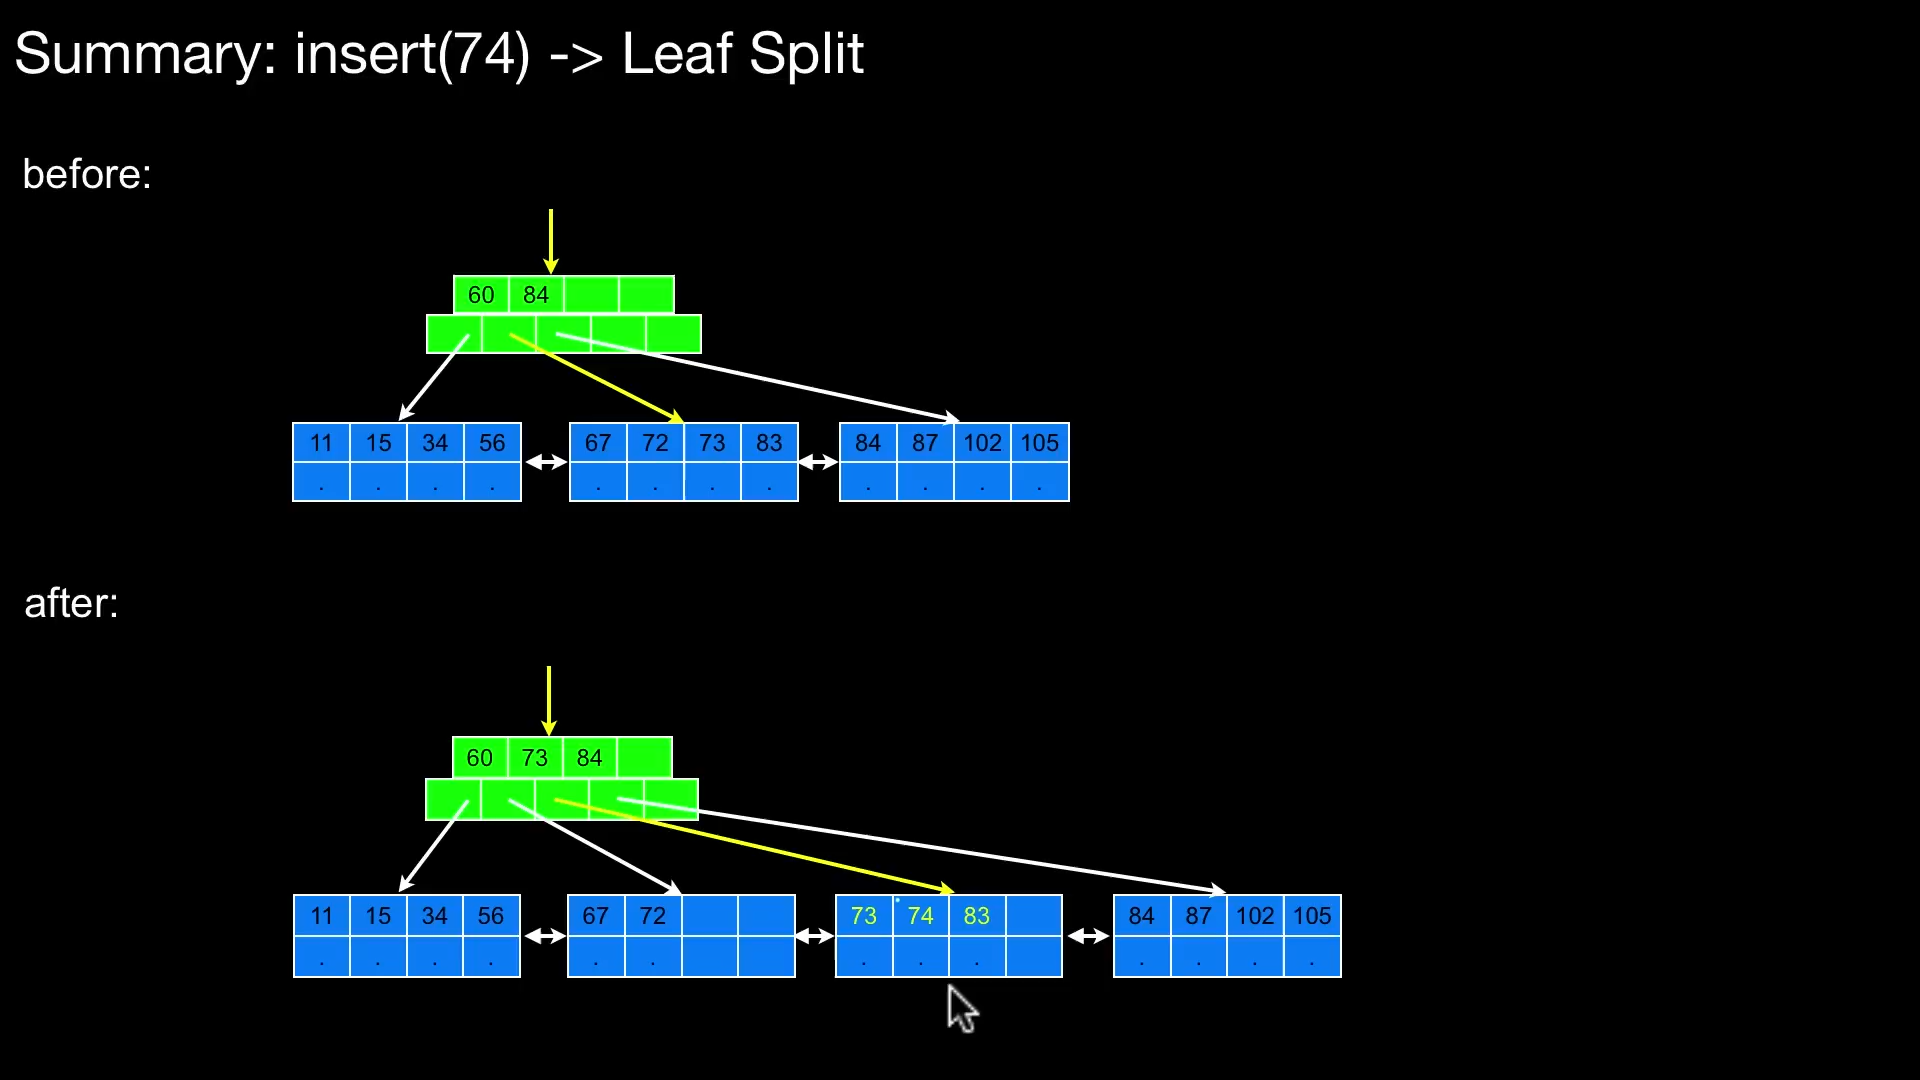 Summary: insert(74) -> Leaf Split
before:
60 84
11 15 34 56 67 72 73 83 84 87 102 105
. . . . . . . . . . . .
after:
60 73 84
11 15 34 56 67 72 73 74 83 84 87 102 105
. . . . . . . . . . . . .